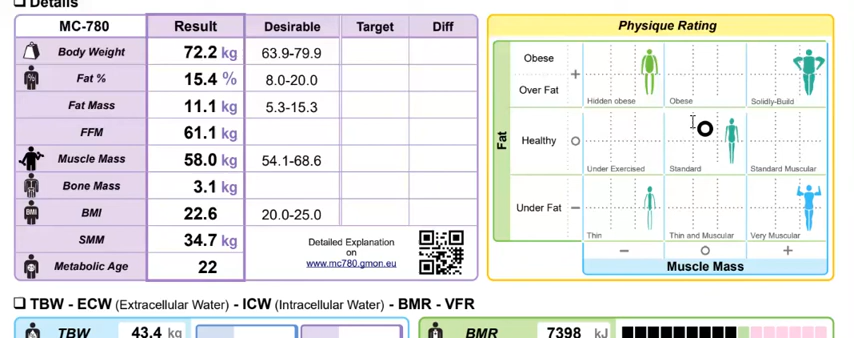 Details
MC-780 Result Desirable Target Diff
Body Weight 72.2 kg 63.9-79.9
Fat % 15.4 % 8.0-20.0
Fat Mass 11.1 kg 5.3-15.3
FFM 61.1 kg
Muscle Mass 58.0 kg 54.1-68.6
Bone Mass 3.1 kg
BMI BMI 22.6 20.0-25.0
SMM 34.7 kg
Detailed Explanation
on
www.mc780.gmon.eu
Metabolic Age 22
Physique Rating
Fat
Obese
+
Over Fat
Hidden obese Obese Solidly-Build
Healthy
Under Exercised Standard Standard Muscular
Under Fat −
Thin Thin and Muscular Very Muscular
− ○ +
Muscle Mass
TBW - ECW (Extracellular Water) - ICW (Intracellular Water) - BMR - VFR
TBW 43.4 kg
BMR 7398 kJ